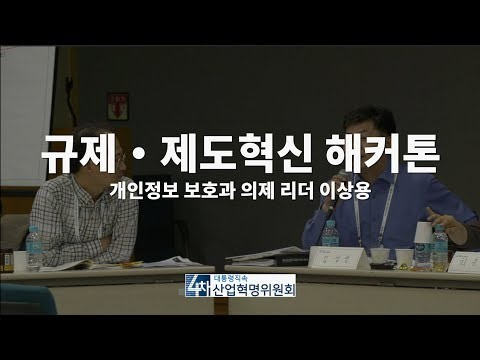 규제・제도혁신 해커톤
개인정보 보호과 의제 리더 이상용
대통령직속
4차 산업혁명위원회